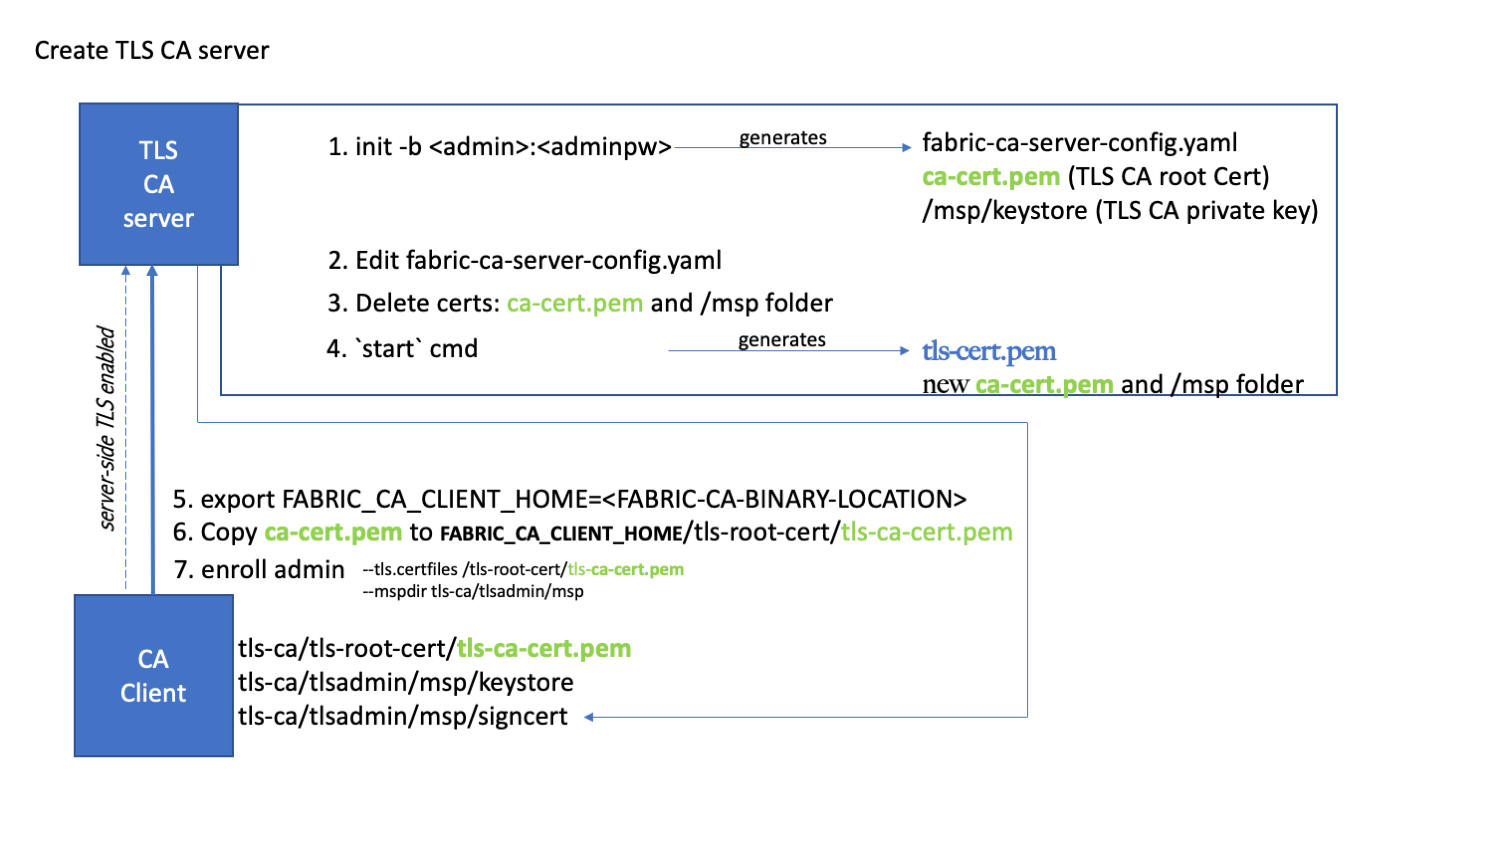 Create TLS CA server
TLS
CA
server
1. init -b <admin>:<adminpw>
generates
fabric-ca-server-config.yaml
ca-cert.pem (TLS CA root Cert)
/msp/keystore (TLS CA private key)
2. Edit fabric-ca-server-config.yaml
3. Delete certs: ca-cert.pem and /msp folder
4. `start` cmd
generates
tls-cert.pem
new ca-cert.pem and /msp folder
server-side TLS enabled
5. export FABRIC_CA_CLIENT_HOME=<FABRIC-CA-BINARY-LOCATION>
6. Copy ca-cert.pem to FABRIC_CA_CLIENT_HOME/tls-root-cert/tls-ca-cert.pem
7. enroll admin
--tls.certfiles /tls-root-cert/tls-ca-cert.pem
--mspdir tls-ca/tlsadmin/msp
CA
Client
tls-ca/tls-root-cert/tls-ca-cert.pem
tls-ca/tlsadmin/msp/keystore
tls-ca/tlsadmin/msp/signcert